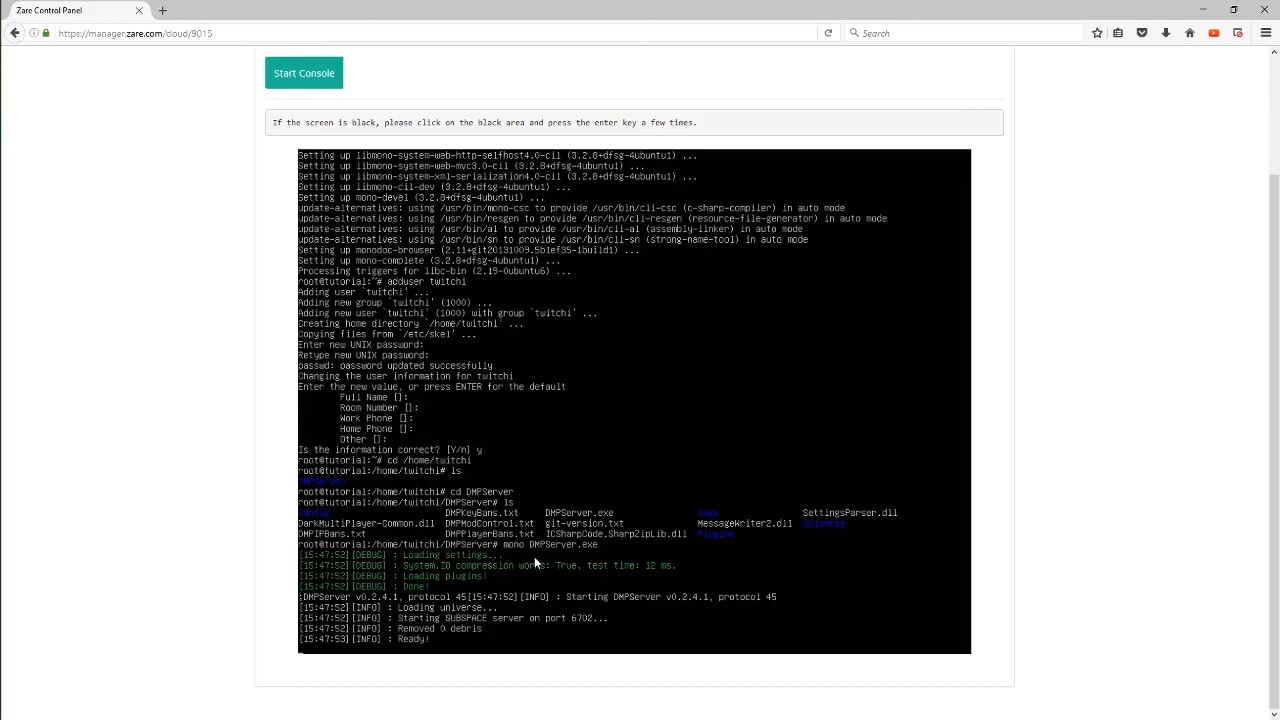 Zare Control Panel
https://manager.zare.com/cloud/9015
Search
Start Console
If the screen is black, please click on the black area and press the enter key a few times.
Setting up libmono-system-web-http-selfhost4.0-cil (3.2.8+dfsg-4ubuntu1) ...
Setting up libmono-system-web-mvc3.0-cil (3.2.8+dfsg-4ubuntu1) ...
Setting up libmono-system-xml-serialization4.0-cil (3.2.8+dfsg-4ubuntu1) ...
Setting up libmono-cil-dev (3.2.8+dfsg-4ubuntu1) ...
Setting up mono-devel (3.2.8+dfsg-4ubuntu1) ...
update-alternatives: using /usr/bin/mono-csc to provide /usr/bin/cli-csc (c-sharp-compiler) in auto mode
update-alternatives: using /usr/bin/resgen to provide /usr/bin/cli-resgen (resource-file-generator) in auto mode
update-alternatives: using /usr/bin/al to provide /usr/bin/cli-al (assembly-linker) in auto mode
update-alternatives: using /usr/bin/sn to provide /usr/bin/cli-sn (strong-name-tool) in auto mode
Setting up monodoc-browser (2.11+git20131009.5b1ef35-1build1) ...
Setting up mono-complete (3.2.8+dfsg-4ubuntu1) ...
Processing triggers for libc-bin (2.19-0ubuntu6) ...
root@tutorial:~# adduser twitchi
Adding user `twitchi' ...
Adding new group `twitchi' (1000) ...
Adding new user `twitchi' (1000) with group `twitchi' ...
Creating home directory `/home/twitchi' ...
Copying files from `/etc/skel' ...
Enter new UNIX password:
Retype new UNIX password:
passwd: password updated successfully
Changing the user information for twitchi
Enter the new value, or press ENTER for the default
Full Name []:
Room Number []:
Work Phone []:
Home Phone []:
Other []:
Is the information correct? [Y/n] y
root@tutorial:~# cd /home/twitchi
root@tutorial:/home/twitchi# ls
DMPServer
root@tutorial:/home/twitchi# cd DMPServer
root@tutorial:/home/twitchi/DMPServer# ls
Config DMPKeyBans.txt DMPServer.exe logs SettingsParser.dll
DarkMultiPlayer-Common.dll DMPModControl.txt git-version.txt MessageWriter2.dll Universe
DMPIPBans.txt DMPPlayerBans.txt ICSharpCode.SharpZipLib.dll Plugins
root@tutorial:/home/twitchi/DMPServer# mono DMPServer.exe
[15:47:52][DEBUG] : Loading settings...
[15:47:52][DEBUG] : System.IO compression works: True, test time: 12 ms.
[15:47:52][DEBUG] : Loading plugins!
[15:47:52][DEBUG] : Done!
;DMPServer v0.2.4.1, protocol 45[15:47:52][INFO] : Starting DMPServer v0.2.4.1, protocol 45
[15:47:52][INFO] : Loading universe...
[15:47:52][INFO] : Starting SUBSPACE server on port 6702...
[15:47:52][INFO] : Removed 0 debris
[15:47:53][INFO] : Ready!